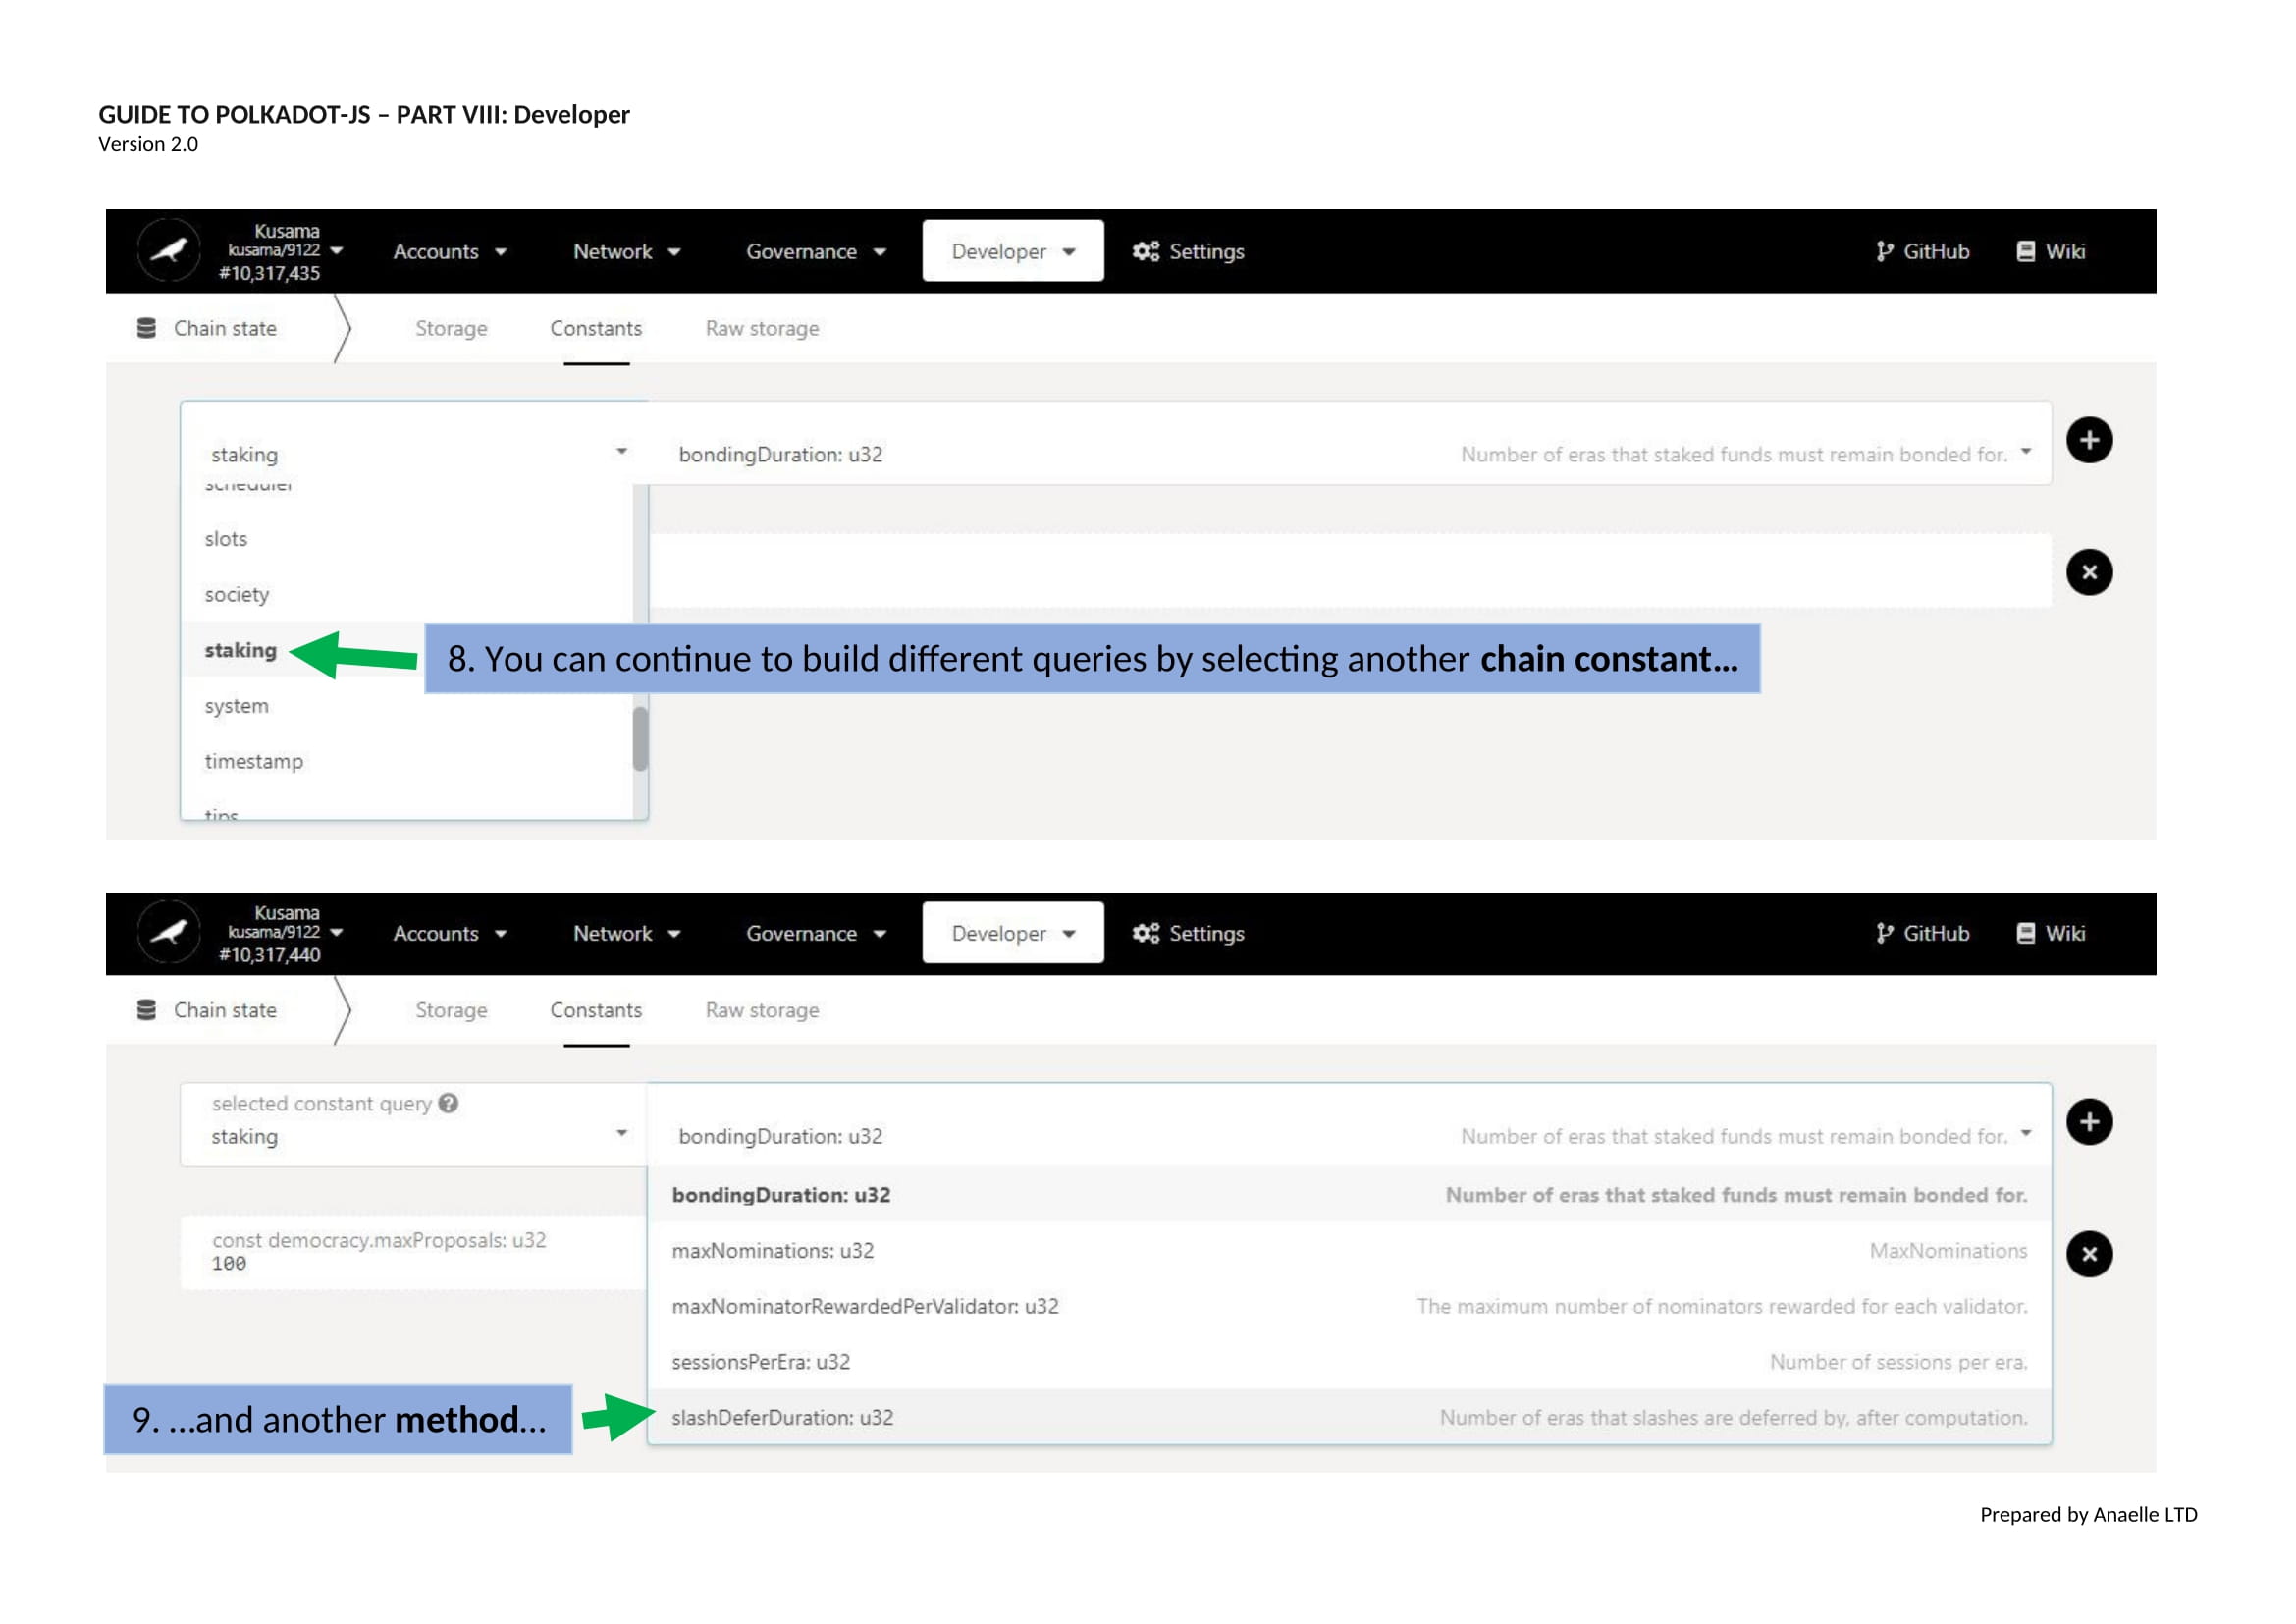 GUIDE TO POLKADOT-JS – PART VIII: Developer
Version 2.0
Kusama
kusama/9122
#10,317,435
Accounts
Network
Governance
Developer
Settings
GitHub
Wiki
Chain state
Storage
Constants
Raw storage
staking
bondingDuration: u32
Number of eras that staked funds must remain bonded for.
scheduler
slots
society
staking
8. You can continue to build different queries by selecting another chain constant...
system
timestamp
tips
Kusama
kusama/9122
#10,317,440
Accounts
Network
Governance
Developer
Settings
GitHub
Wiki
Chain state
Storage
Constants
Raw storage
selected constant query
staking
bondingDuration: u32
Number of eras that staked funds must remain bonded for.
bondingDuration: u32
Number of eras that staked funds must remain bonded for.
const democracy.maxProposals: u32
100
maxNominations: u32
MaxNominations
maxNominatorRewardedPerValidator: u32
The maximum number of nominators rewarded for each validator.
sessionsPerEra: u32
Number of sessions per era.
9. ...and another method...
slashDeferDuration: u32
Number of eras that slashes are deferred by, after computation.
Prepared by Anaelle LTD